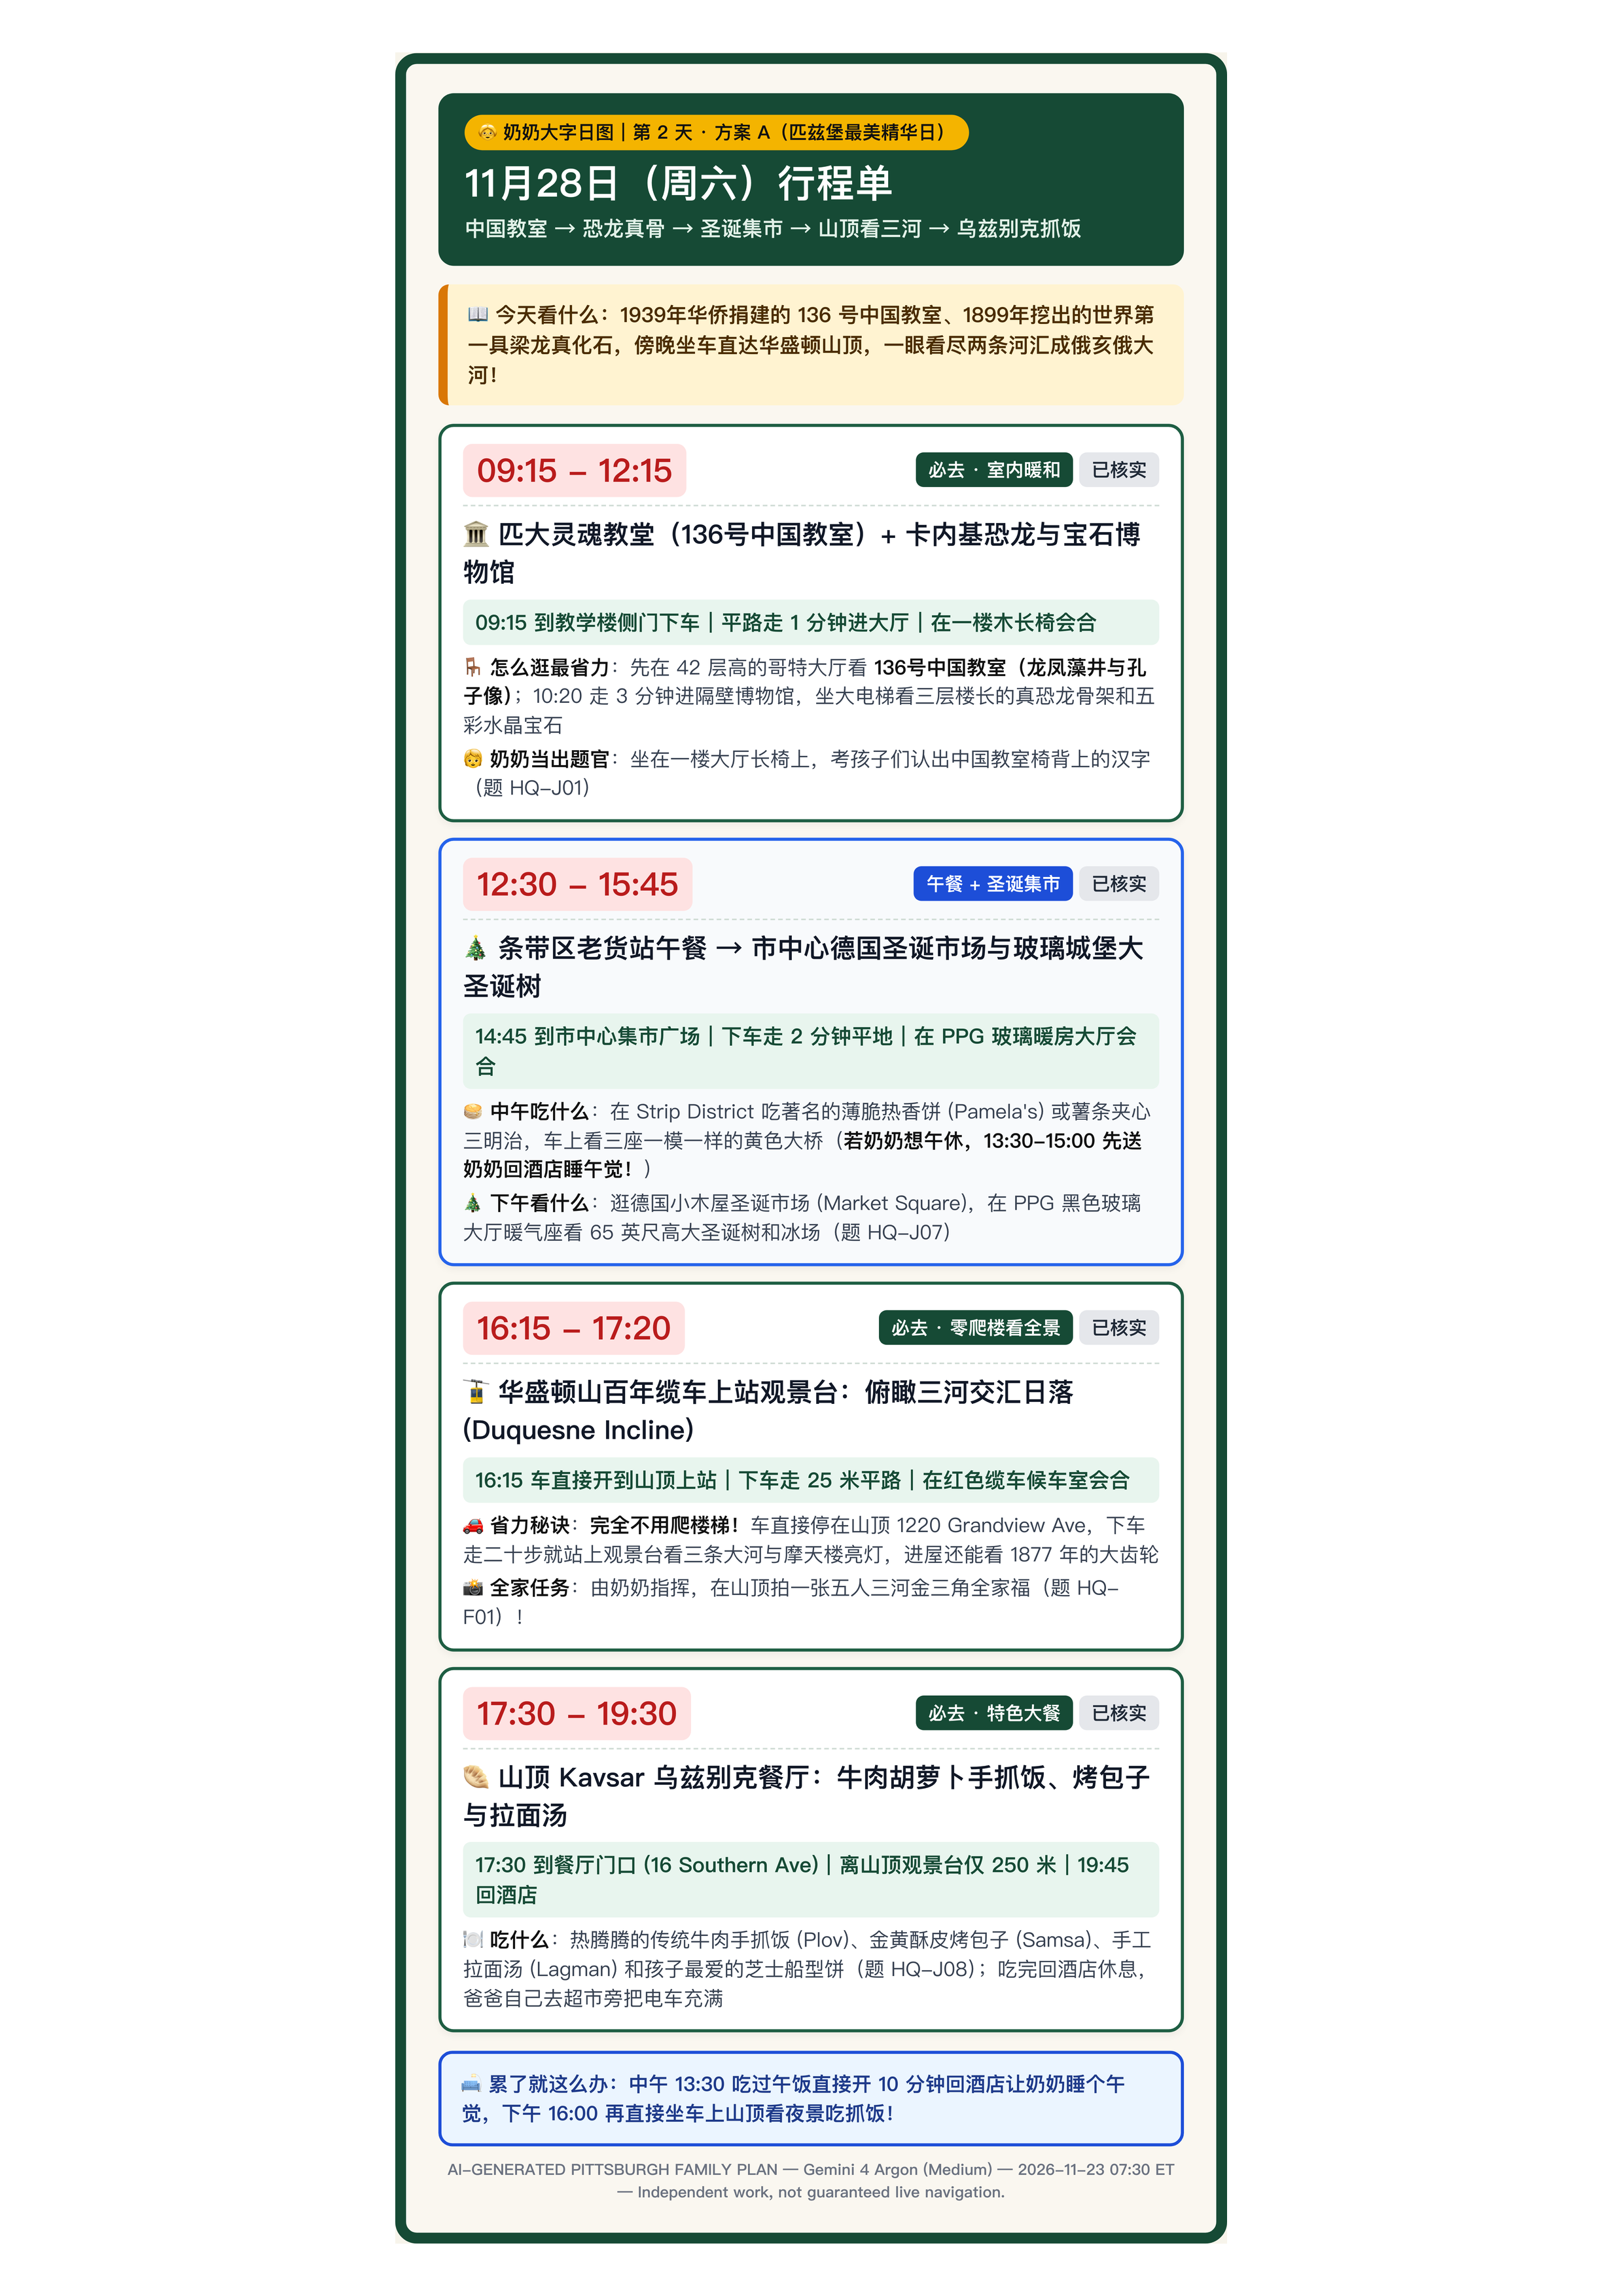 奶奶大字日图｜第 2 天 · 方案 A（匹兹堡最美精华日）
11月28日（周六）行程单
中国教室 → 恐龙真骨 → 圣诞集市 → 山顶看三河 → 乌兹别克抓饭
今天看什么：1939年华侨捐建的 136 号中国教室、1899年挖出的世界第
一具梁龙真化石，傍晚坐车直达华盛顿山顶，一眼看尽两条河汇成俄亥俄大
河！
09:15 – 12:15
必去 · 室内暖和
已核实
匹大灵魂教堂（136号中国教室）+ 卡内基恐龙与宝石博
物馆
09:15 到教学楼侧门下车｜平路走 1 分钟进大厅｜在一楼木长椅会合
怎么逛最省力：先在 42 层高的哥特大厅看 136号中国教室（龙凤藻井与孔
子像）；10:20 走 3 分钟进隔壁博物馆，坐大电梯看三层楼长的真恐龙骨架和五
彩水晶宝石
奶奶当出题官：坐在一楼大厅长椅上，考孩子们认出中国教室椅背上的汉字
（题 HQ-J01）
12:30 – 15:45
午餐 + 圣诞集市
已核实
条带区老货站午餐 → 市中心德国圣诞市场与玻璃城堡大
圣诞树
14:45 到市中心集市广场｜下车走 2 分钟平地｜在 PPG 玻璃暖房大厅会
合
中午吃什么：在 Strip District 吃著名的薄脆热香饼 (Pamela's) 或薯条夹心
三明治，车上看三座一模一样的黄色大桥（若奶奶想午休，13:30-15:00 先送
奶奶回酒店睡午觉！）
下午看什么：逛德国小木屋圣诞市场 (Market Square)，在 PPG 黑色玻璃
大厅暖气座看 65 英尺高大圣诞树和冰场（题 HQ-J07）
16:15 – 17:20
必去 · 零爬楼看全景
已核实
华盛顿山百年缆车上站观景台：俯瞰三河交汇日落
(Duquesne Incline)
16:15 车直接开到山顶上站｜下车走 25 米平路｜在红色缆车候车室会合
省力秘诀：完全不用爬楼梯！车直接停在山顶 1220 Grandview Ave，下车
走二十步就站上观景台看三条大河与摩天楼亮灯，进屋还能看 1877 年的大齿轮
全家任务：由奶奶指挥，在山顶拍一张五人三河金三角全家福（题 HQ-
F01）！
17:30 – 19:30
必去 · 特色大餐
已核实
山顶 Kavsar 乌兹别克餐厅：牛肉胡萝卜手抓饭、烤包子
与拉面汤
17:30 到餐厅门口 (16 Southern Ave)｜离山顶观景台仅 250 米｜19:45
回酒店
吃什么：热腾腾的传统牛肉手抓饭 (Plov)、金黄酥皮烤包子 (Samsa)、手工
拉面汤 (Lagman) 和孩子最爱的芝士船型饼（题 HQ-J08）；吃完回酒店休息，
爸爸自己去超市旁把电车充满
累了就这么办：中午 13:30 吃过午饭直接开 10 分钟回酒店让奶奶睡个午
觉，下午 16:00 再直接坐车上山顶看夜景吃抓饭！
AI-GENERATED PITTSBURGH FAMILY PLAN — Gemini 4 Argon (Medium) — 2026-11-23 07:30 ET
— Independent work, not guaranteed live navigation.